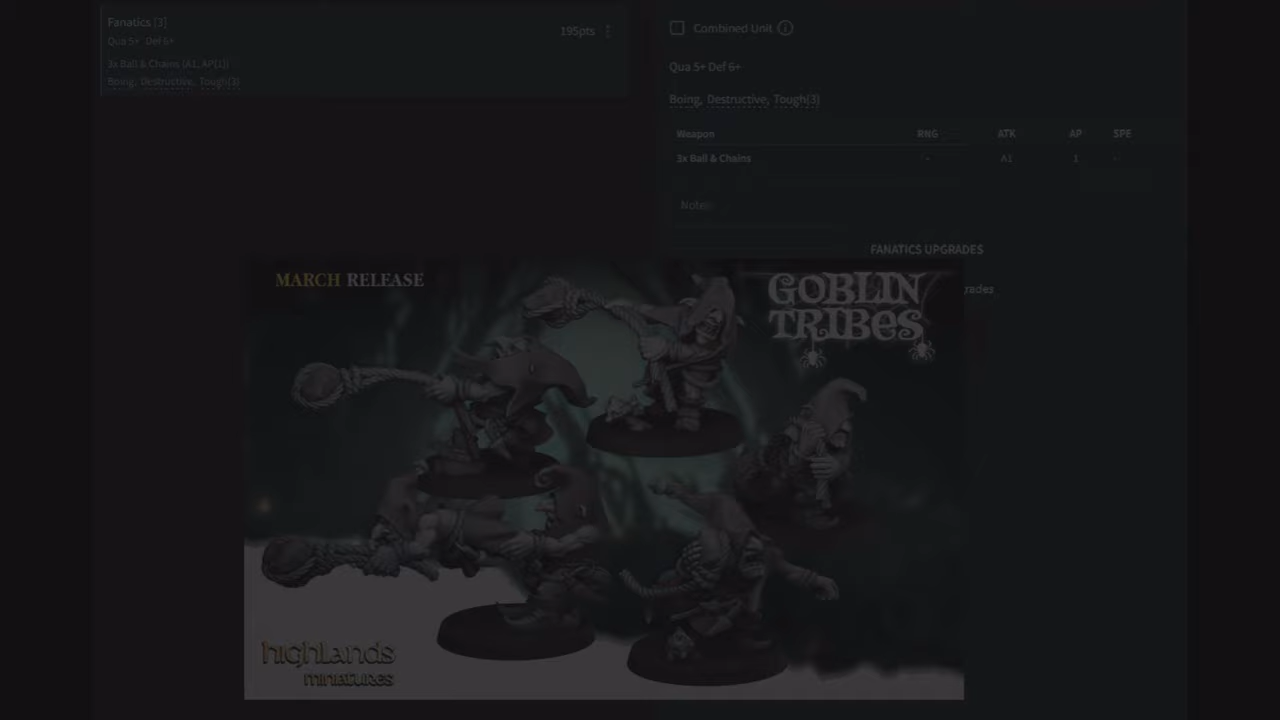 Fanatics [3]
195pts
Qua 5+ Def 6+
3x Ball & Chains (A1, AP(1))
Boing, Destructive, Tough(3)
Combined Unit
Qua 5+ Def 6+
Boing, Destructive, Tough(3)
Weapon RNG ATK AP SPE
3x Ball & Chains - A1 1 -
Notes
FANATICS UPGRADES
MARCH RELEASE
GOBLIN
TRIBES
highlands
miniatures